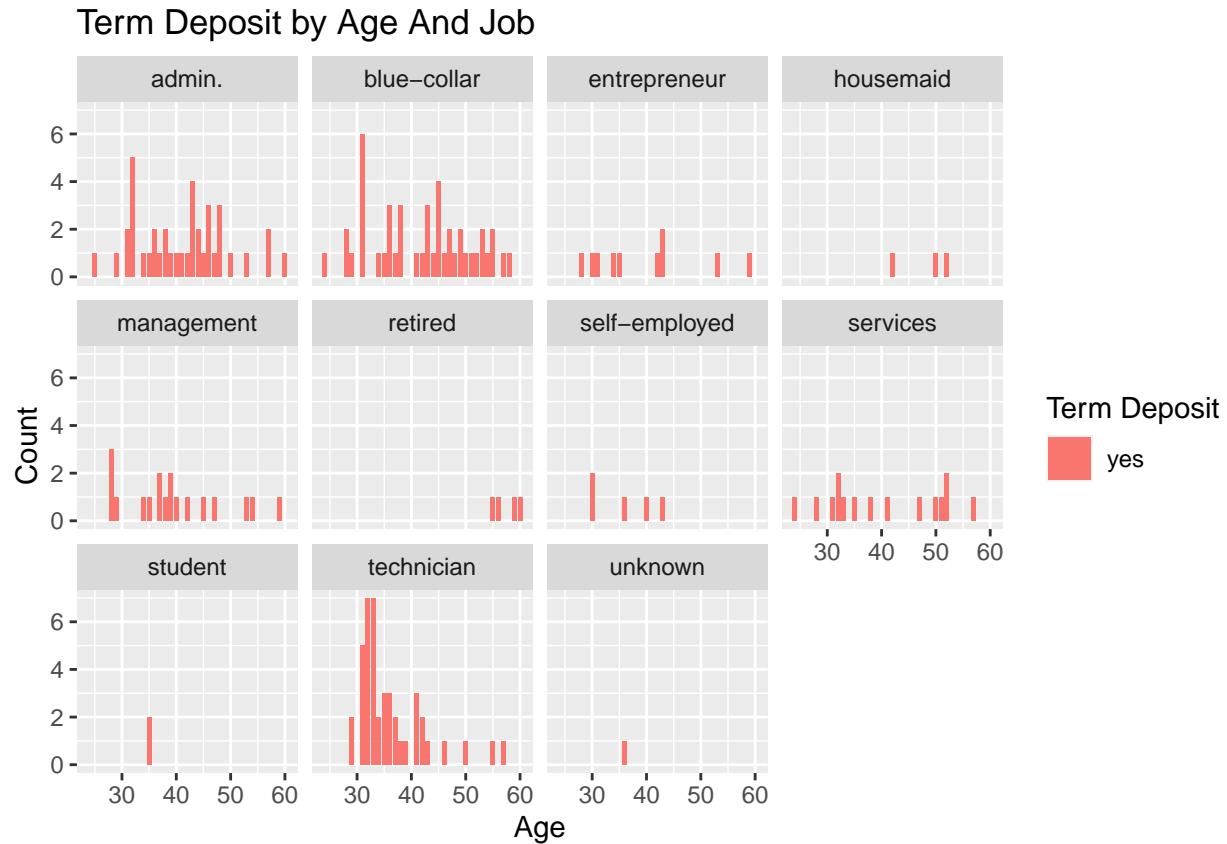 Term Deposit by Age And Job
admin.
blue−collar
entrepreneur
housemaid
6
4
2
0
management
retired
self−employed
services
6
4
2
0
30 40 50 60
student
technician
unknown
6
4
2
0
30 40 50 60
30 40 50 60
30 40 50 60
Age
Count
Term Deposit
yes